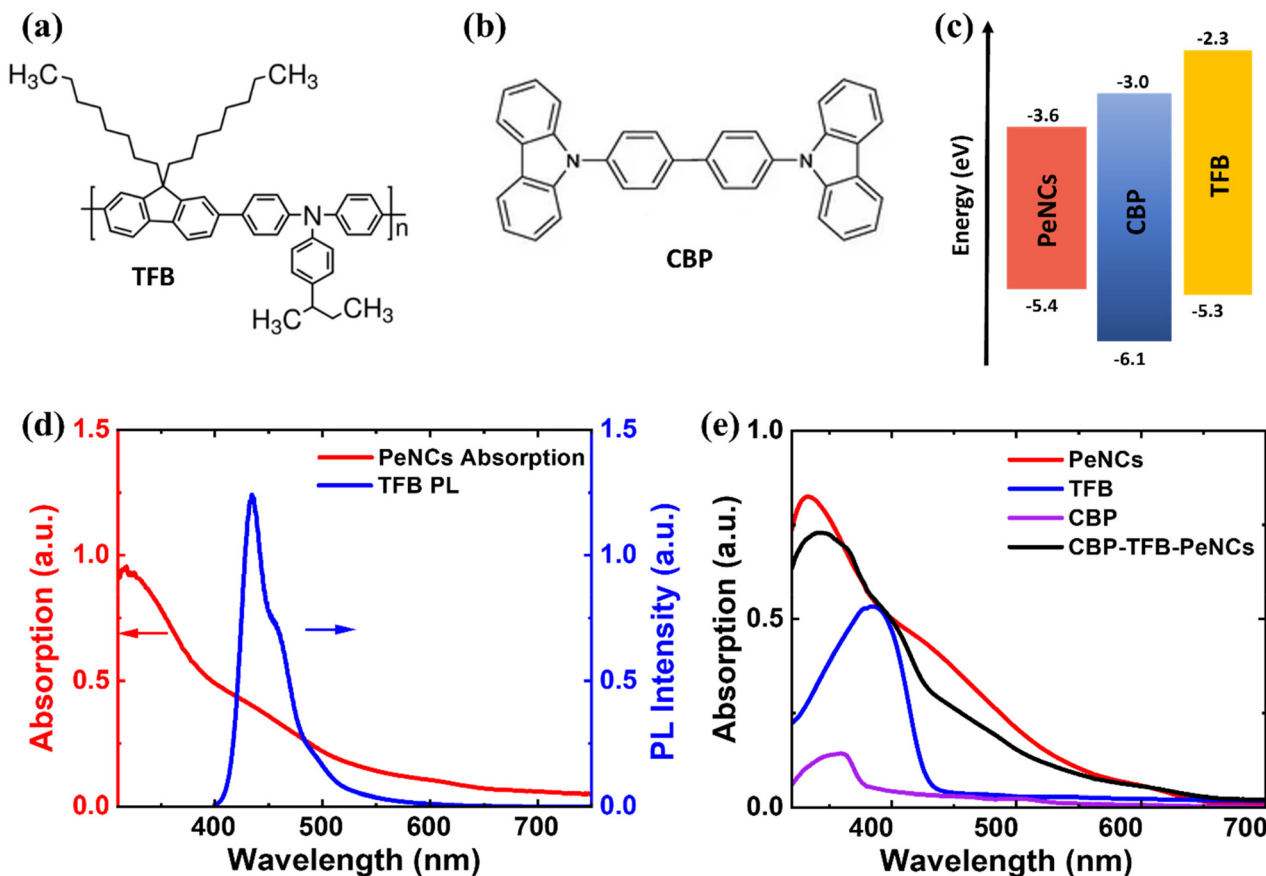 (a)
H₃C
CH₃
N
n
TFB
H₃C
CH₃
(b)
N
N
CBP
(c)
Energy (eV)
-2.3
-3.0
-3.6
PeNCs
CBP
TFB
-5.4
-5.3
-6.1
(d)
1.5
1.0
0.5
0.0
Absorption (a.u.)
PeNCs Absorption
TFB PL
1.5
1.0
0.5
0.0
PL Intensity (a.u.)
400 500 600 700
Wavelength (nm)
(e)
1.0
0.5
0.0
Absorption (a.u.)
PeNCs
TFB
CBP
CBP-TFB-PeNCs
400 500 600 700
Wavelength (nm)